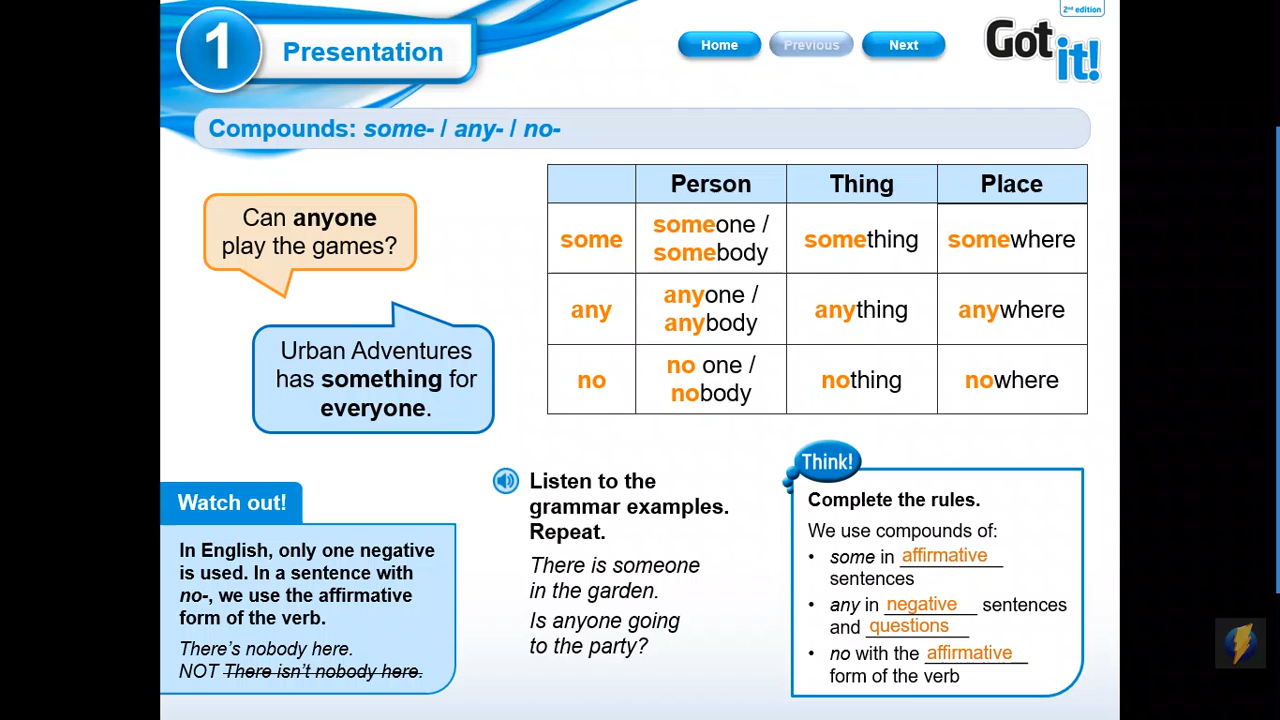 1
Presentation
Home
Previous
Next
2nd edition
Got
it!
Compounds: some- / any- / no-
Can anyone
play the games?
Urban Adventures
has something for
everyone.
Person Thing Place
some someone / somebody something somewhere
any anyone / anybody anything anywhere
no no one / nobody nothing nowhere
Watch out!
In English, only one negative
is used. In a sentence with
no-, we use the affirmative
form of the verb.
There's nobody here.
NOT There isn't nobody here.
Listen to the
grammar examples.
Repeat.
There is someone
in the garden.
Is anyone going
to the party?
Think!
Complete the rules.
We use compounds of:
• some in affirmative
sentences
• any in negative sentences
and questions
• no with the affirmative
form of the verb